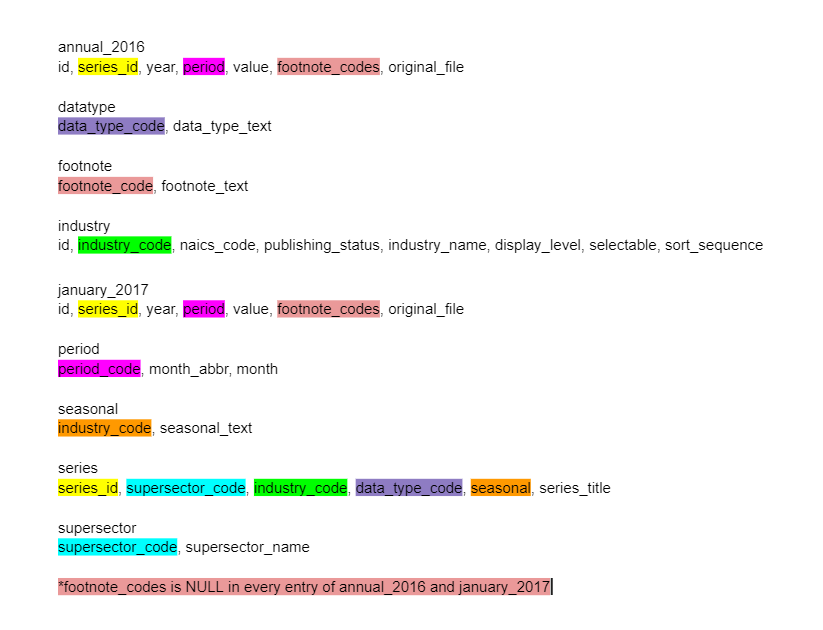 annual_2016
id, series_id, year, period, value, footnote_codes, original_file
datatype
data_type_code, data_type_text
footnote
footnote_code, footnote_text
industry
id, industry_code, naics_code, publishing_status, industry_name, display_level, selectable, sort_sequence
january_2017
id, series_id, year, period, value, footnote_codes, original_file
period
period_code, month_abbr, month
seasonal
industry_code, seasonal_text
series
series_id, supersector_code, industry_code, data_type_code, seasonal, series_title
supersector
supersector_code, supersector_name
*footnote_codes is NULL in every entry of annual_2016 and january_2017